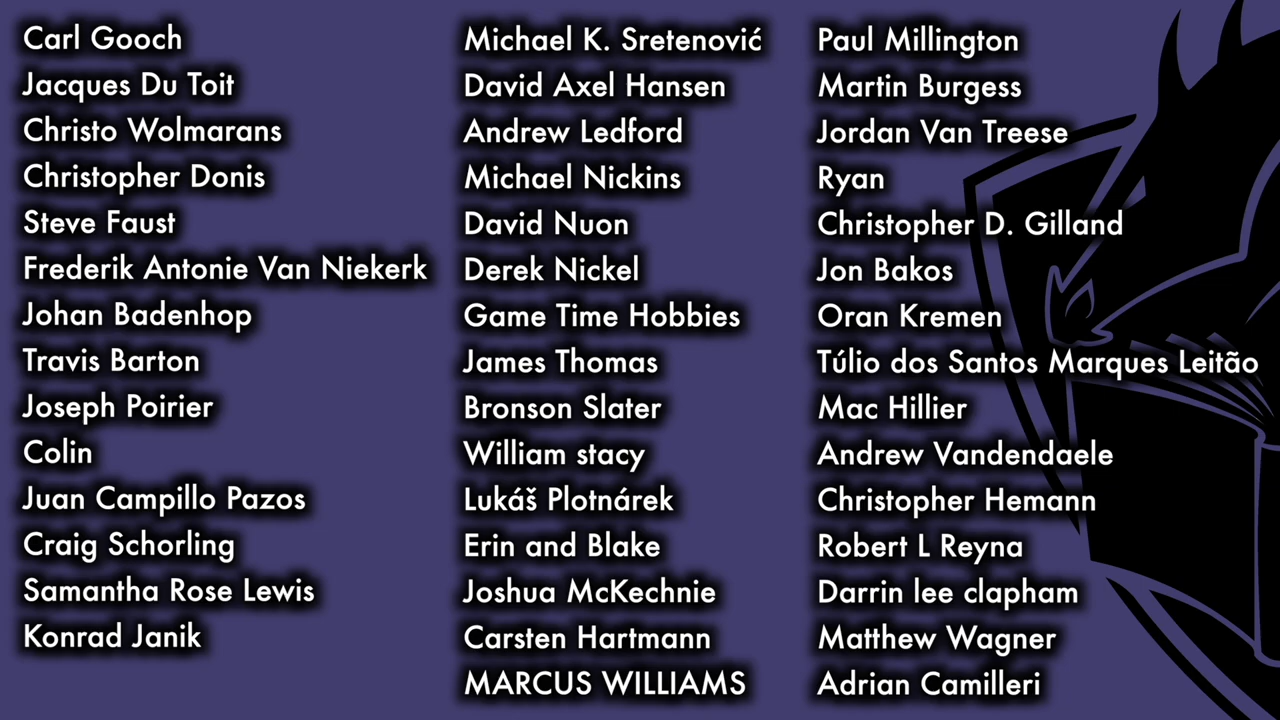 Carl Gooch
Jacques Du Toit
Christo Wolmarans
Christopher Donis
Steve Faust
Frederik Antonie Van Niekerk
Johan Badenhop
Travis Barton
Joseph Poirier
Colin
Juan Campillo Pazos
Craig Schorling
Samantha Rose Lewis
Konrad Janik
Michael K. Sretenović
David Axel Hansen
Andrew Ledford
Michael Nickins
David Nuon
Derek Nickel
Game Time Hobbies
James Thomas
Bronson Slater
William stacy
Lukáš Plotnárek
Erin and Blake
Joshua McKechnie
Carsten Hartmann
MARCUS WILLIAMS
Paul Millington
Martin Burgess
Jordan Van Treese
Ryan
Christopher D. Gilland
Jon Bakos
Oran Kremen
Túlio dos Santos Marques Leitão
Mac Hillier
Andrew Vandendaele
Christopher Hemann
Robert L Reyna
Darrin lee clapham
Matthew Wagner
Adrian Camilleri